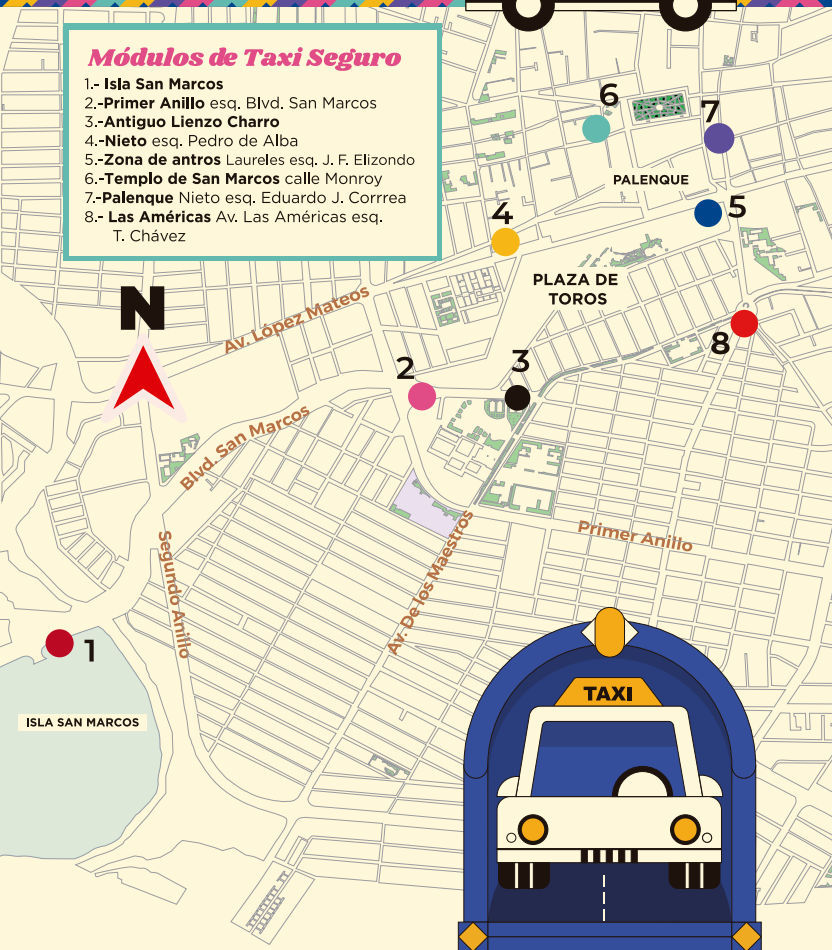 Módulos de Taxi Seguro
1.- Isla San Marcos
2.-Primer Anillo esq. Blvd. San Marcos
3.-Antiguo Lienzo Charro
4.-Nieto esq. Pedro de Alba
5.-Zona de antros Laureles esq. J. F. Elizondo
6.-Templo de San Marcos calle Monroy
7.-Palenque Nieto esq. Eduardo J. Corrrea
8.- Las Américas Av. Las Américas esq.
T. Chávez
6
7
PALENQUE
5
4
PLAZA DE
TOROS
N
Av. López Mateos
8
2
3
Blvd. San Marcos
Primer Anillo
Segundo Anillo
Av. De los Maestros
1
ISLA SAN MARCOS
TAXI